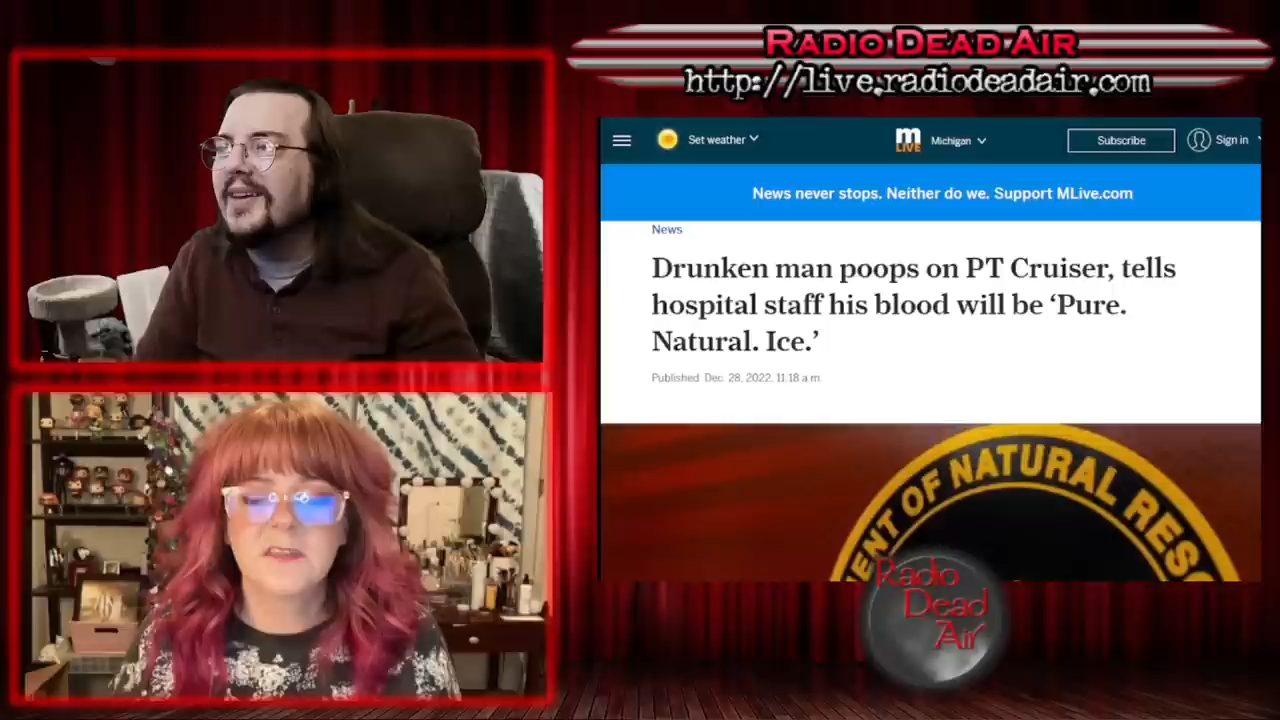 RADIO DEAD AIR
http://live.radiodeadair.com
Set weather
m
LIVE
Michigan
Subscribe
Sign in
News never stops. Neither do we. Support MLive.com
News
Drunken man poops on PT Cruiser, tells
hospital staff his blood will be ‘Pure.
Natural. Ice.’
Published Dec. 28, 2022, 11:18 a.m.
ENT OF NATURAL RESO
Radio
Dead
Air